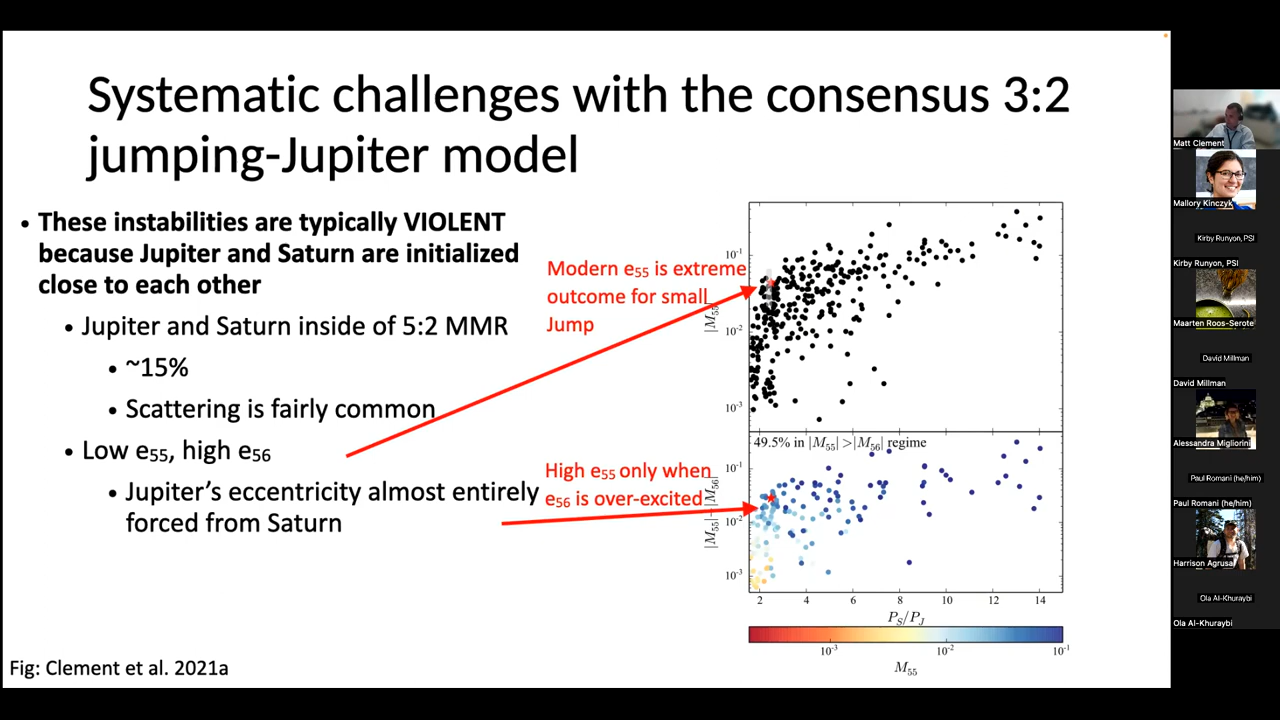 Systematic challenges with the consensus 3:2
jumping-Jupiter model
• These instabilities are typically VIOLENT
because Jupiter and Saturn are initialized
close to each other
• Jupiter and Saturn inside of 5:2 MMR
• ~15%
• Scattering is fairly common
• Low e55, high e56
• Jupiter's eccentricity almost entirely
forced from Saturn
Fig: Clement et al. 2021a
Modern e55 is extreme
outcome for small
Jump
High e55 only when
e56 is over-excited
|M55|
10^-1
10^-2
10^-3
49.5% in |M55|>|M56| regime
|M55|-|M56|
10^-1
10^-2
10^-3
2 4 6 8 10 12 14
PS/PJ
10^-3 10^-2 10^-1
M55
Matt Clement
Mallory Kinczyk
Kirby Runyon, PSI
Kirby Runyon, PSI
Maarten Roos-Serote
David Millman
David Millman
Alessandra Migliorini
Paul Romani (he/him)
Paul Romani (he/him)
Harrison Agrusa
Ola Al-Khuraybi
Ola Al-Khuraybi